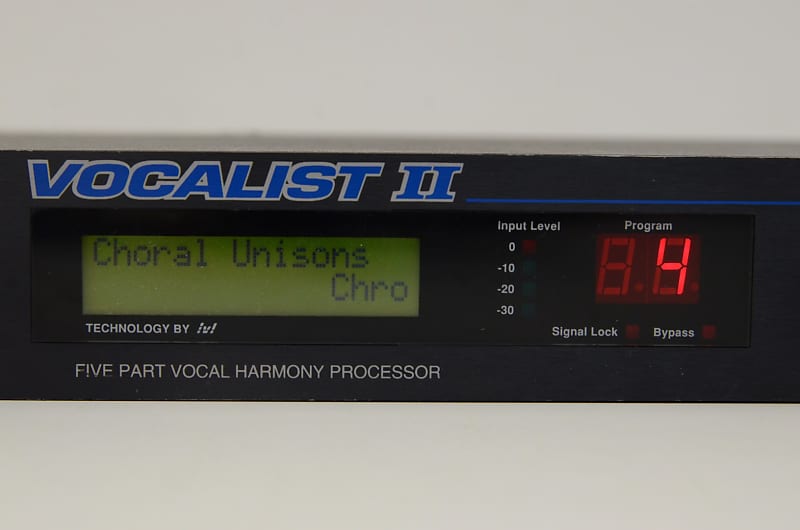 VOCALIST II
Choral Unisons
Chro
TECHNOLOGY BY
FIVE PART VOCAL HARMONY PROCESSOR
Input Level
0
-10
-20
-30
Program
4
Signal Lock
Bypass